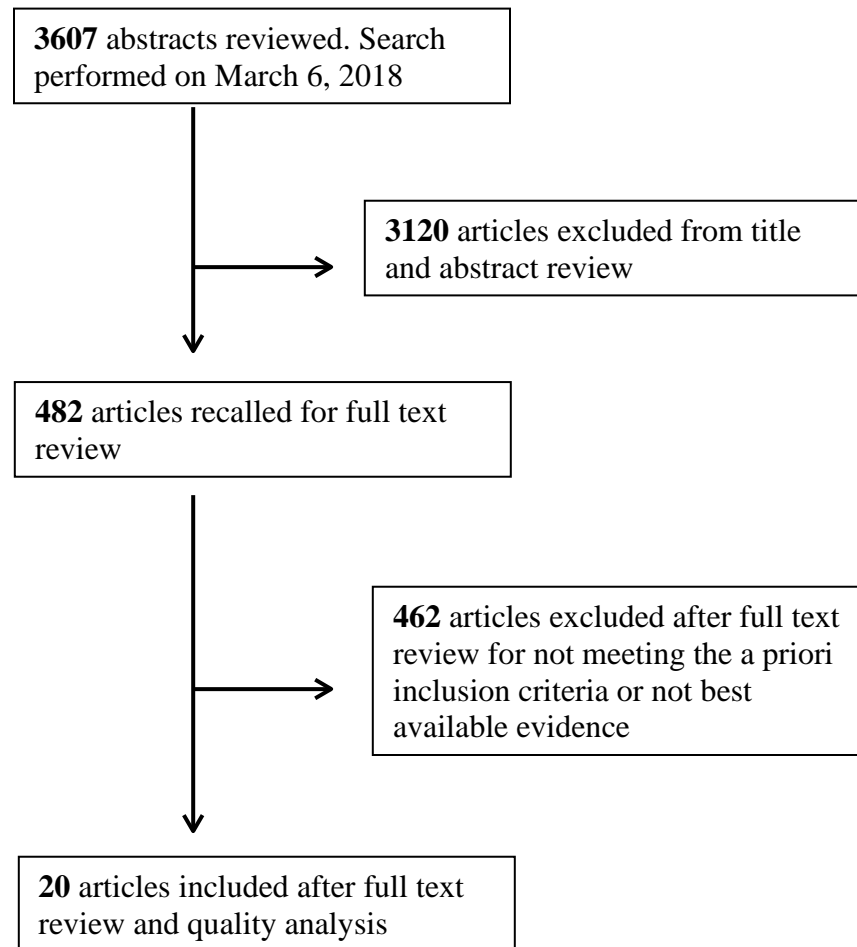 3607 abstracts reviewed. Search
performed on March 6, 2018
3120 articles excluded from title
and abstract review
482 articles recalled for full text
review
462 articles excluded after full text
review for not meeting the a priori
inclusion criteria or not best
available evidence
20 articles included after full text
review and quality analysis